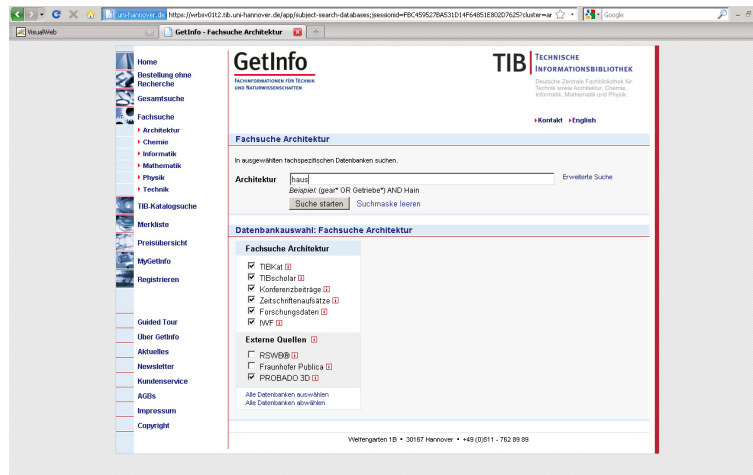 uni-hannover.de https://wrbsv01t2.tib.uni-hannover.de/app/subject-search-databases;jsessionid=FBC459527BA531D14F64851E802D7625?cluster=ar
Google
VisualWeb
GetInfo - Fachsuche Architektur
Home
Bestellung ohne
Recherche
Gesamtsuche
Fachsuche
Architektur
Chemie
Informatik
Mathematik
Physik
Technik
TIB-Katalogsuche
Merkliste
Preisübersicht
MyGetInfo
Registrieren
Guided Tour
Über GetInfo
Aktuelles
Newsletter
Kundenservice
AGBs
Impressum
Copyright
GetInfo
Fachinformationen für Technik
und Naturwissenschaften
TIB Technische
Informationsbibliothek
Deutsche Zentrale Fachbibliothek für
Technik sowie Architektur, Chemie,
Informatik, Mathematik und Physik.
Kontakt English
Fachsuche Architektur
In ausgewählten fachspezifischen Datenbanken suchen.
Architektur haus Erweiterte Suche
Beispiel: (gear* OR Getriebe*) AND Hain
Suche starten Suchmaske leeren
Datenbankauswahl: Fachsuche Architektur
Fachsuche Architektur
TIBKat
TIBscholar
Konferenzbeiträge
Zeitschriftenaufsätze
Forschungsdaten
IWF
Externe Quellen
RSWB®
Fraunhofer Publica
PROBADO 3D
Alle Datenbanken auswählen
Alle Datenbanken abwählen
Welfengarten 1B • 30167 Hannover • +49 (0)511 - 762 89 89